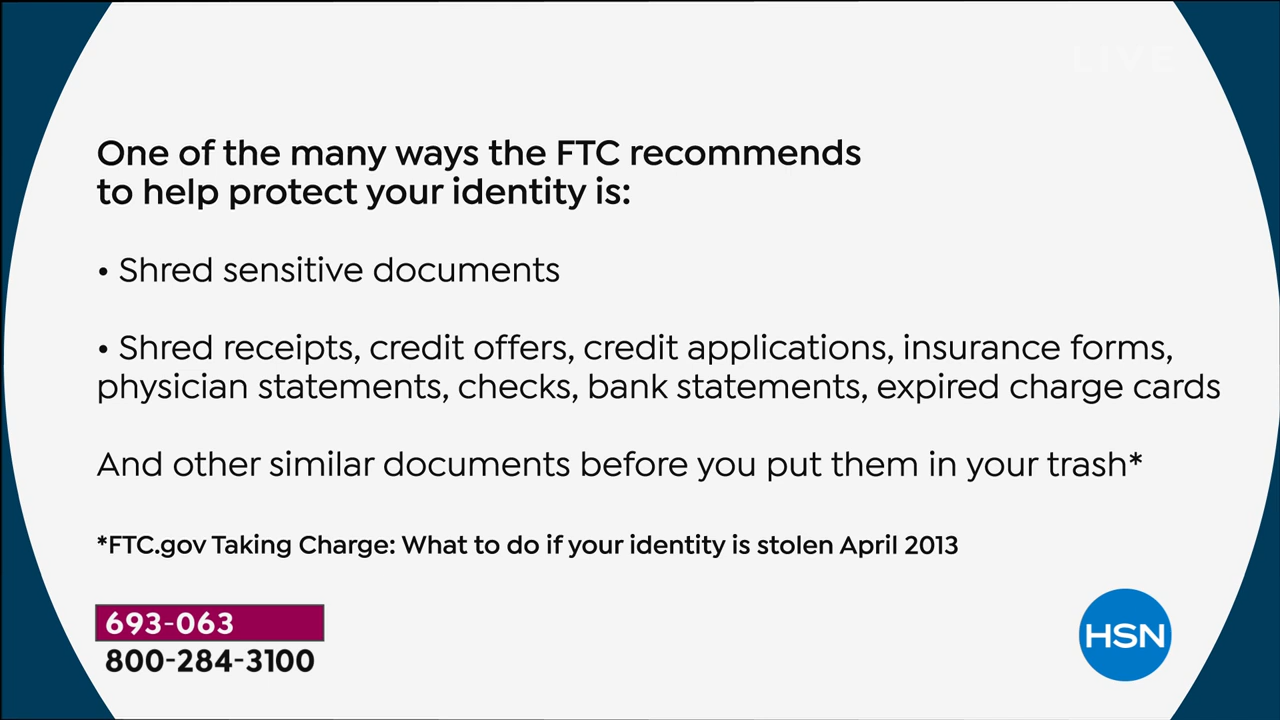 LIVE
One of the many ways the FTC recommends
to help protect your identity is:
• Shred sensitive documents
• Shred receipts, credit offers, credit applications, insurance forms,
physician statements, checks, bank statements, expired charge cards
And other similar documents before you put them in your trash*
*FTC.gov Taking Charge: What to do if your identity is stolen April 2013
693-063
800-284-3100
HSN